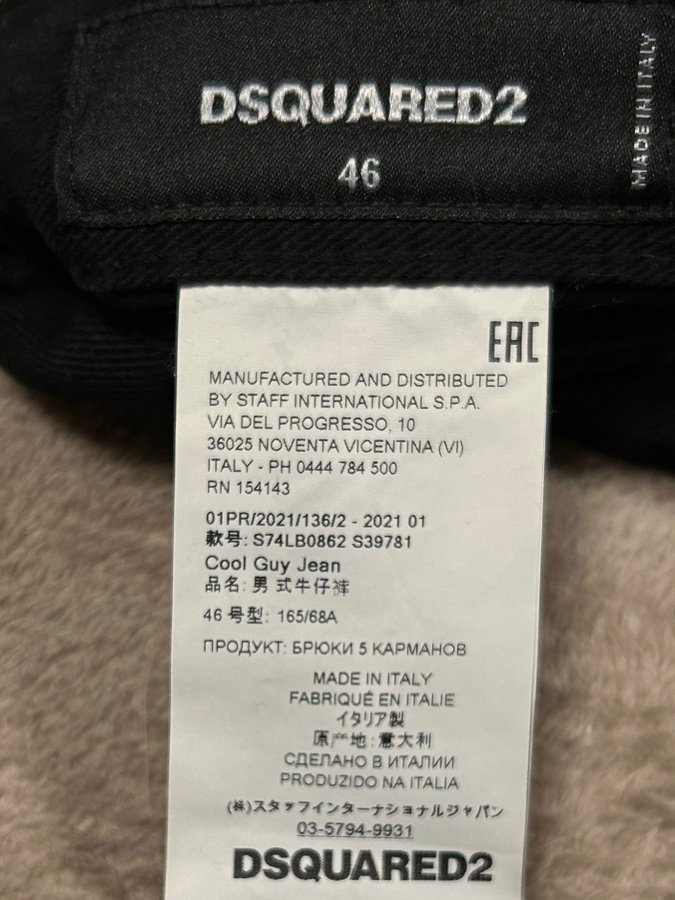 DSQUARED2
46
MADE IN ITALY
EAC
MANUFACTURED AND DISTRIBUTED
BY STAFF INTERNATIONAL S.P.A.
VIA DEL PROGRESSO, 10
36025 NOVENTA VICENTINA (VI)
ITALY - PH 0444 784 500
RN 154143
01PR/2021/136/2 - 2021 01
款号: S74LB0862 S39781
Cool Guy Jean
品名: 男 式牛仔裤
46 号型: 165/68A
ПРОДУКТ: БРЮКИ 5 КАРМАНОВ
MADE IN ITALY
FABRIQUÉ EN ITALIE
イタリア製
原产地: 意大利
СДЕЛАНО В ИТАЛИИ
PRODUZIDO NA ITALIA
(株)スタッフインターナショナルジャパン
03-5794-9931
DSQUARED2